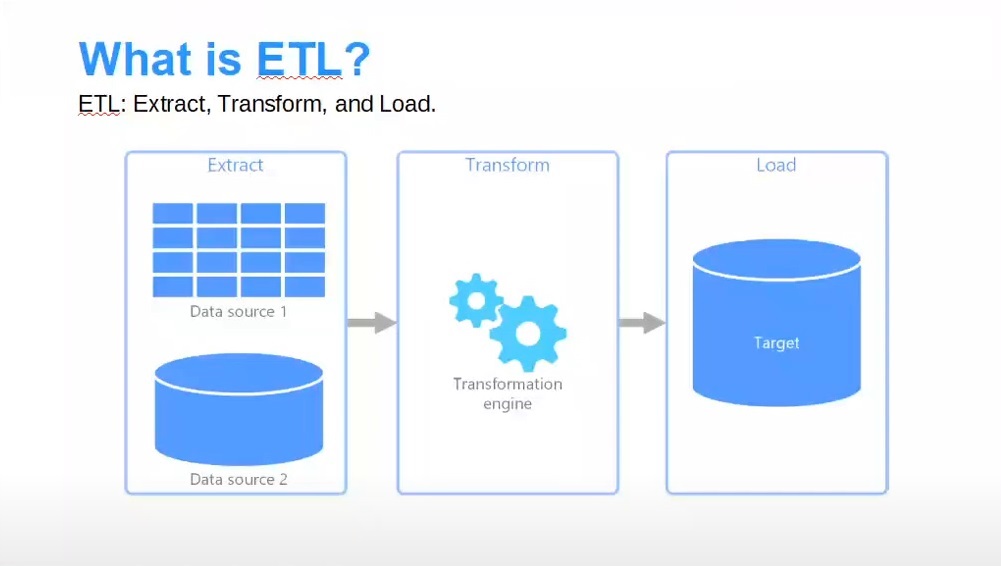 What is ETL?
ETL: Extract, Transform, and Load.
Extract
Data source 1
Data source 2
Transform
Transformation
engine
Load
Target